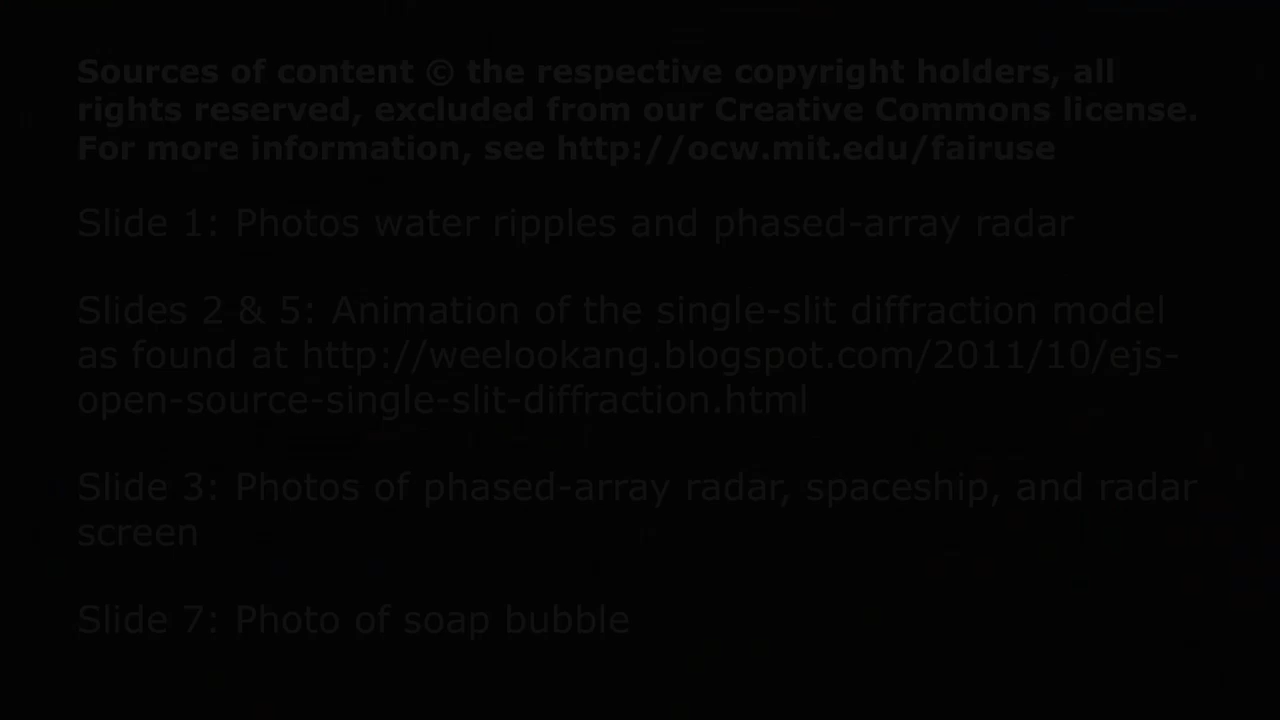 Sources of content © the respective copyright holders, all
rights reserved, excluded from our Creative Commons license.
For more information, see http://ocw.mit.edu/fairuse
Slide 1: Photos water ripples and phased-array radar
Slides 2 & 5: Animation of the single-slit diffraction model
as found at http://weelookang.blogspot.com/2011/10/ejs-
open-source-single-slit-diffraction.html
Slide 3: Photos of phased-array radar, spaceship, and radar
screen
Slide 7: Photo of soap bubble